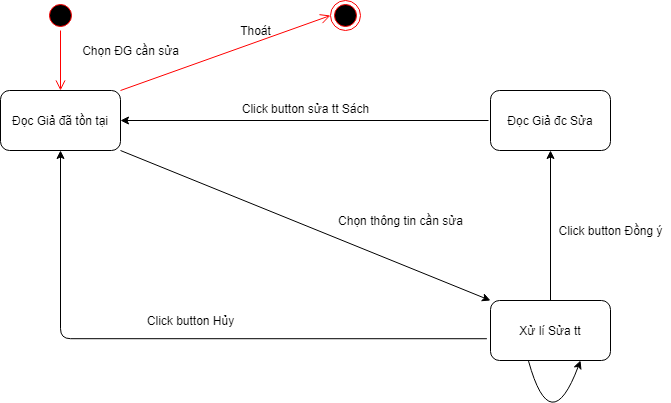 Thoát
Chọn ĐG cần sửa
Click button sửa tt Sách
Đọc Giả đã tồn tại
Đọc Giả đc Sửa
Chọn thông tin cần sửa
Click button Đồng ý
Click button Hủy
Xử lí Sửa tt